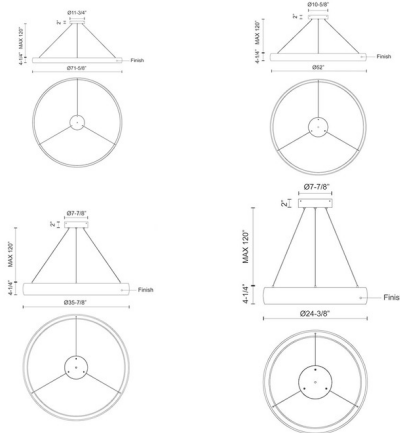 Ø11-3/4"
2"
MAX 120"
4-1/4"
Finish
Ø71-5/8"
Ø10-5/8"
2"
MAX 120"
4-1/4"
Finish
Ø52"
Ø7-7/8"
2"
MAX 120"
4-1/4"
Finish
Ø35-7/8"
Ø7-7/8"
2"
MAX 120"
4-1/4"
Finis
Ø24-3/8"